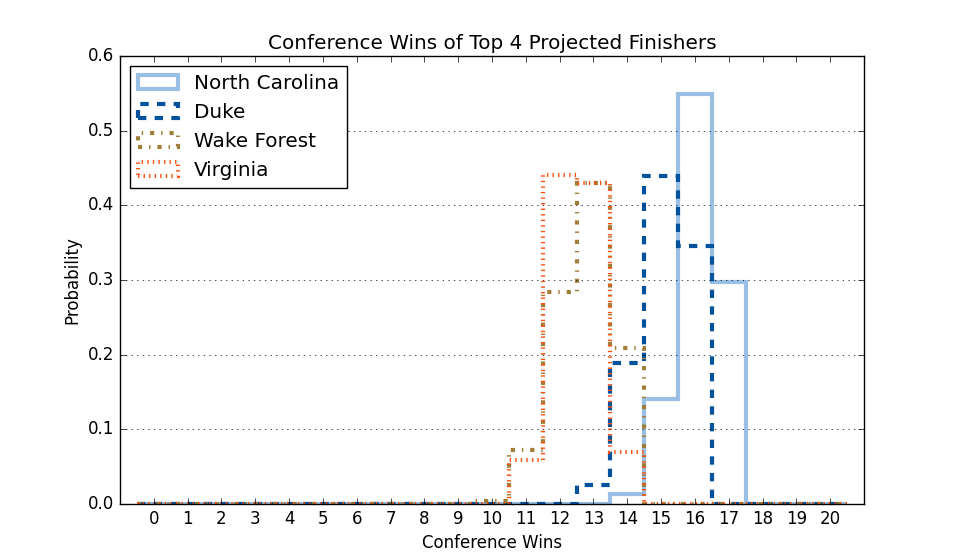 Conference Wins of Top 4 Projected Finishers
0.6
North Carolina
Duke
Wake Forest
Virginia
0.5
0.4
0.3
0.2
0.1
0.0
Probability
0 1 2 3 4 5 6 7 8 9 10 11 12 13 14 15 16 17 18 19 20
Conference Wins